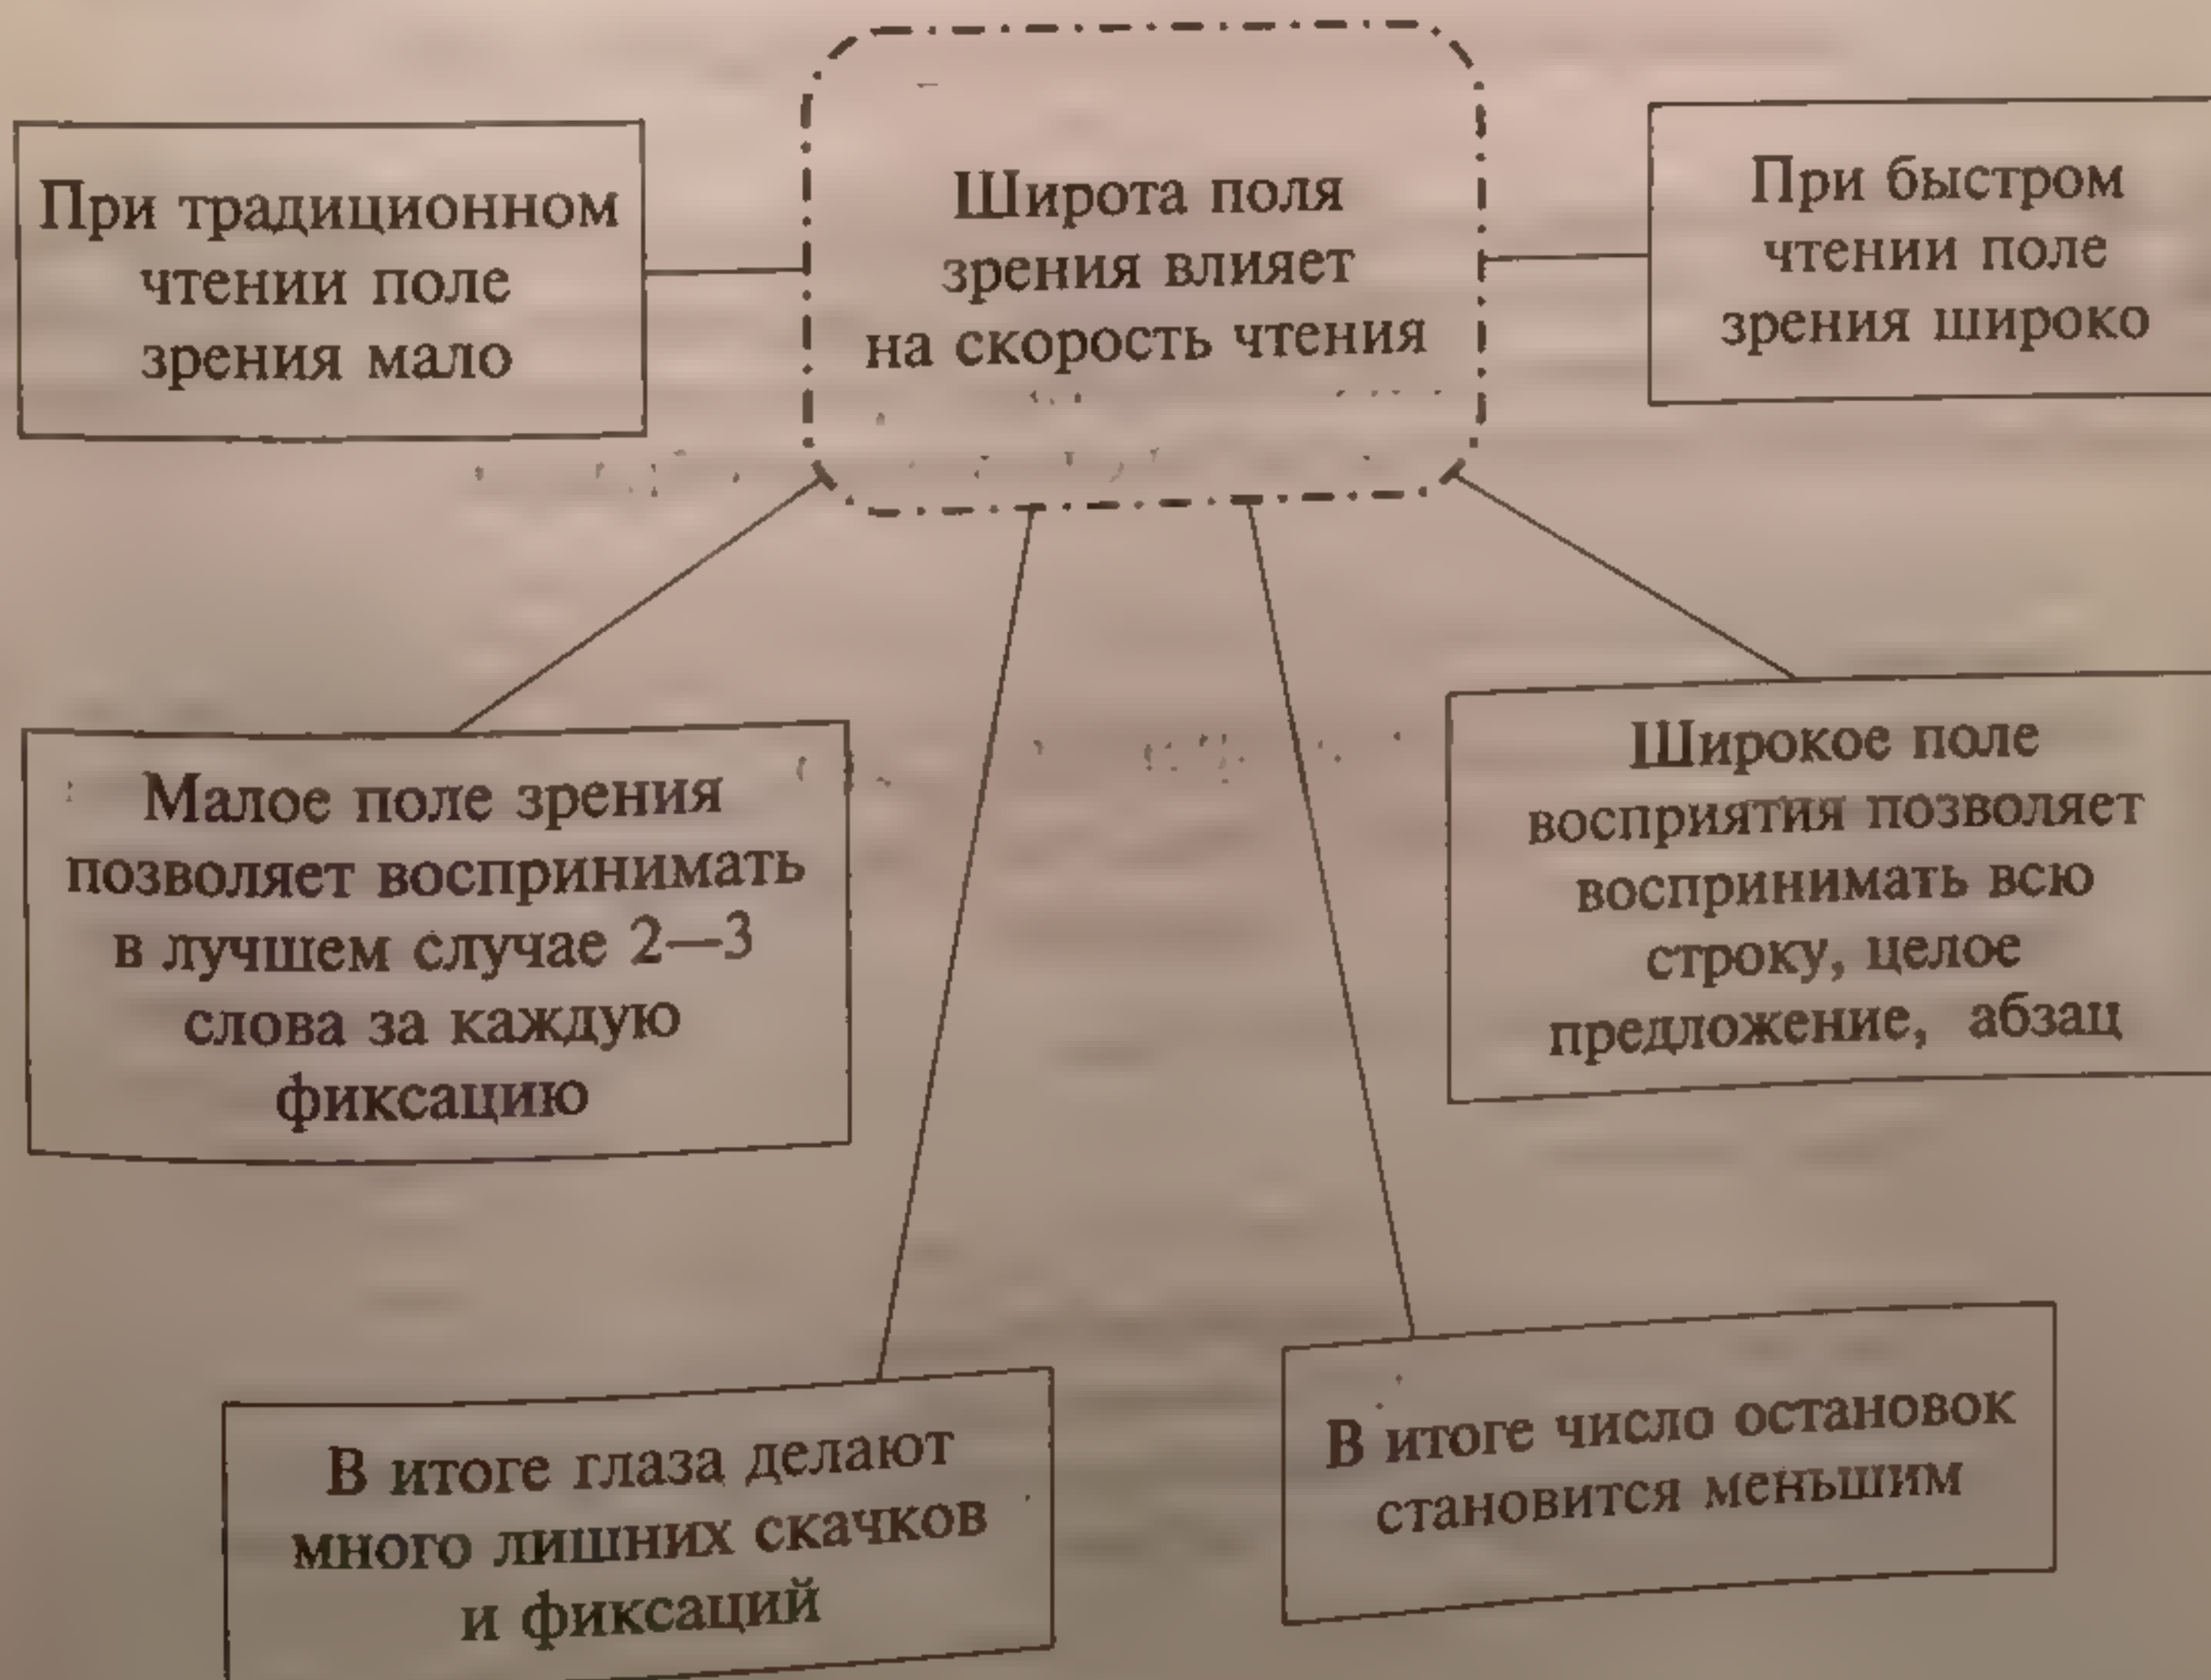 При традиционном
чтении поле
зрения мало
Широта поля
зрения влияет
на скорость чтения
При быстром
чтении поле
зрения широко
Малое поле зрения
позволяет воспринимать
в лучшем случае 2—3
слова за каждую
фиксацию
Широкое поле
восприятия позволяет
воспринимать всю
строку, целое
предложение, абзац
В итоге глаза делают
много лишних скачков
и фиксаций
В итоге число остановок
становится меньшим